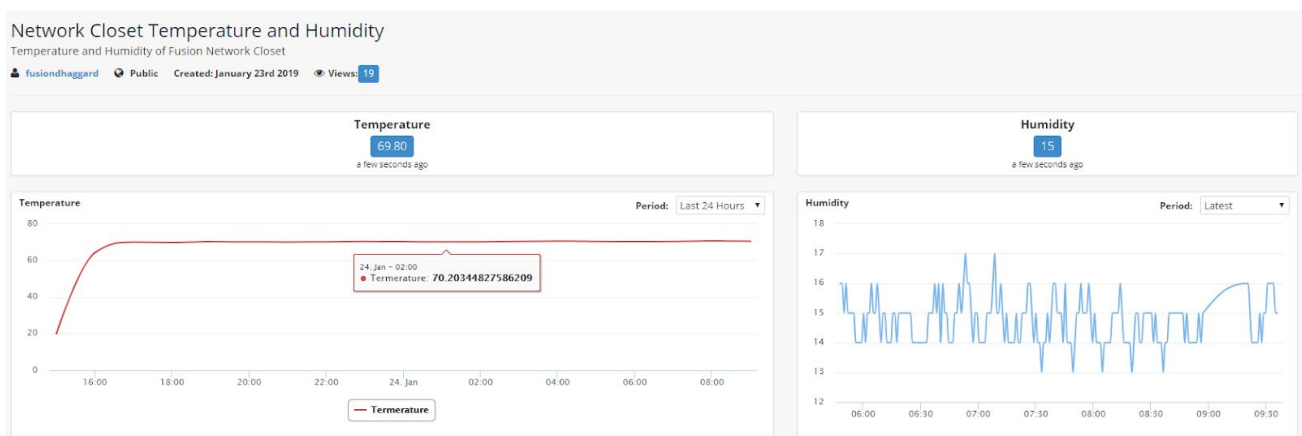 Network Closet Temperature and Humidity
Temperature and Humidity of Fusion Network Closet
fusiondhaggard Public Created: January 23rd 2019 Views: 19
Temperature
69.80
a few seconds ago
Humidity
15
a few seconds ago
Temperature
Period: Last 24 Hours
80
60
40
20
0
24. Jan - 02:00
Termerature: 70.20344827586209
16:00 18:00 20:00 22:00 24. Jan 02:00 04:00 06:00 08:00
Termerature
Humidity
Period: Latest
18
17
16
15
14
13
12
06:00 06:30 07:00 07:30 08:00 08:30 09:00 09:30